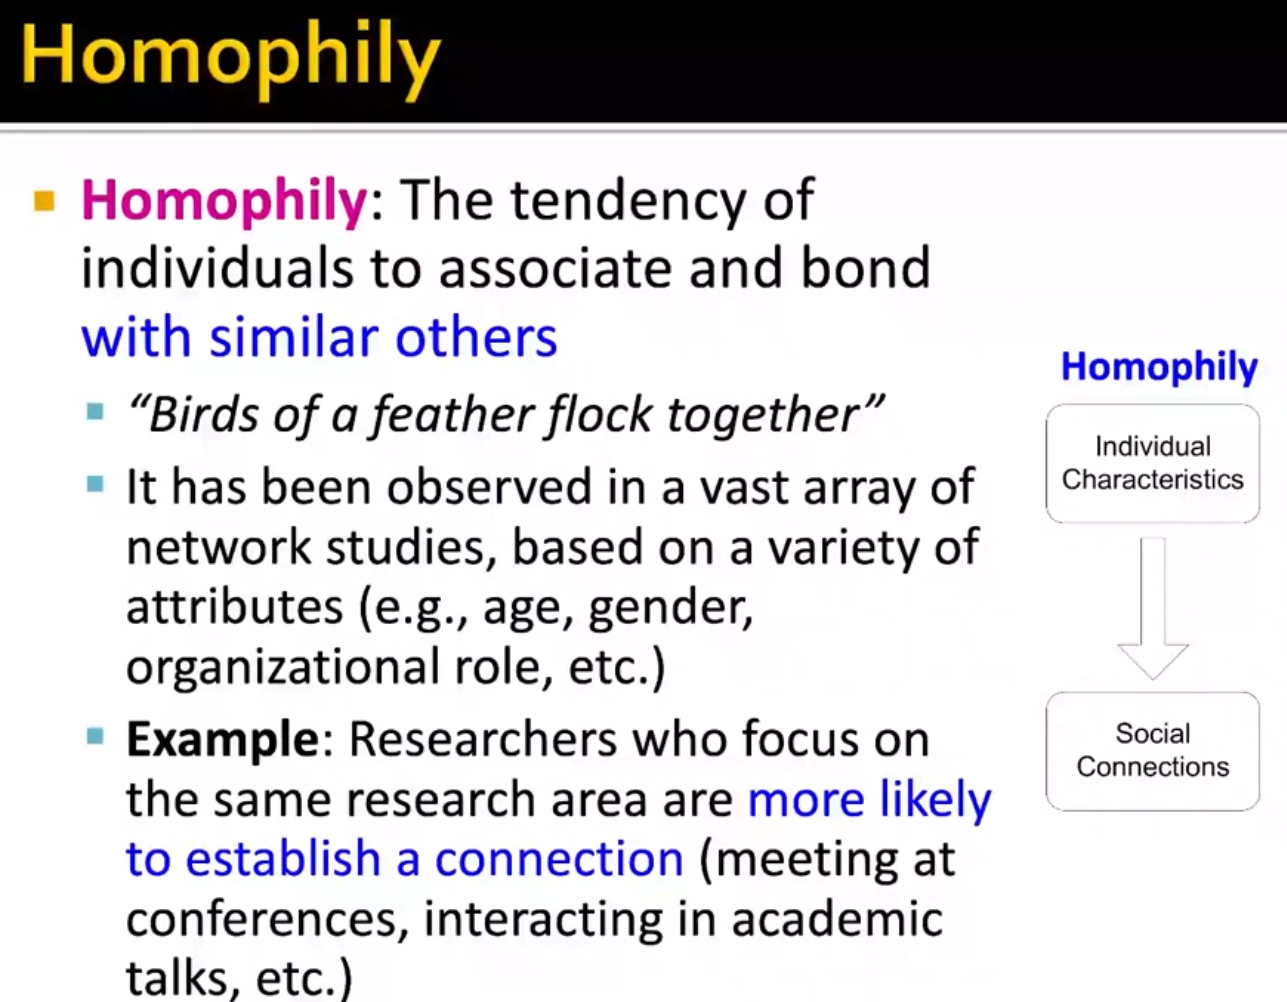 Homophily
Homophily: The tendency of
individuals to associate and bond
with similar others
“Birds of a feather flock together”
It has been observed in a vast array of
network studies, based on a variety of
attributes (e.g., age, gender,
organizational role, etc.)
Example: Researchers who focus on
the same research area are more likely
to establish a connection (meeting at
conferences, interacting in academic
talks, etc.)
Homophily
Individual
Characteristics
Social
Connections